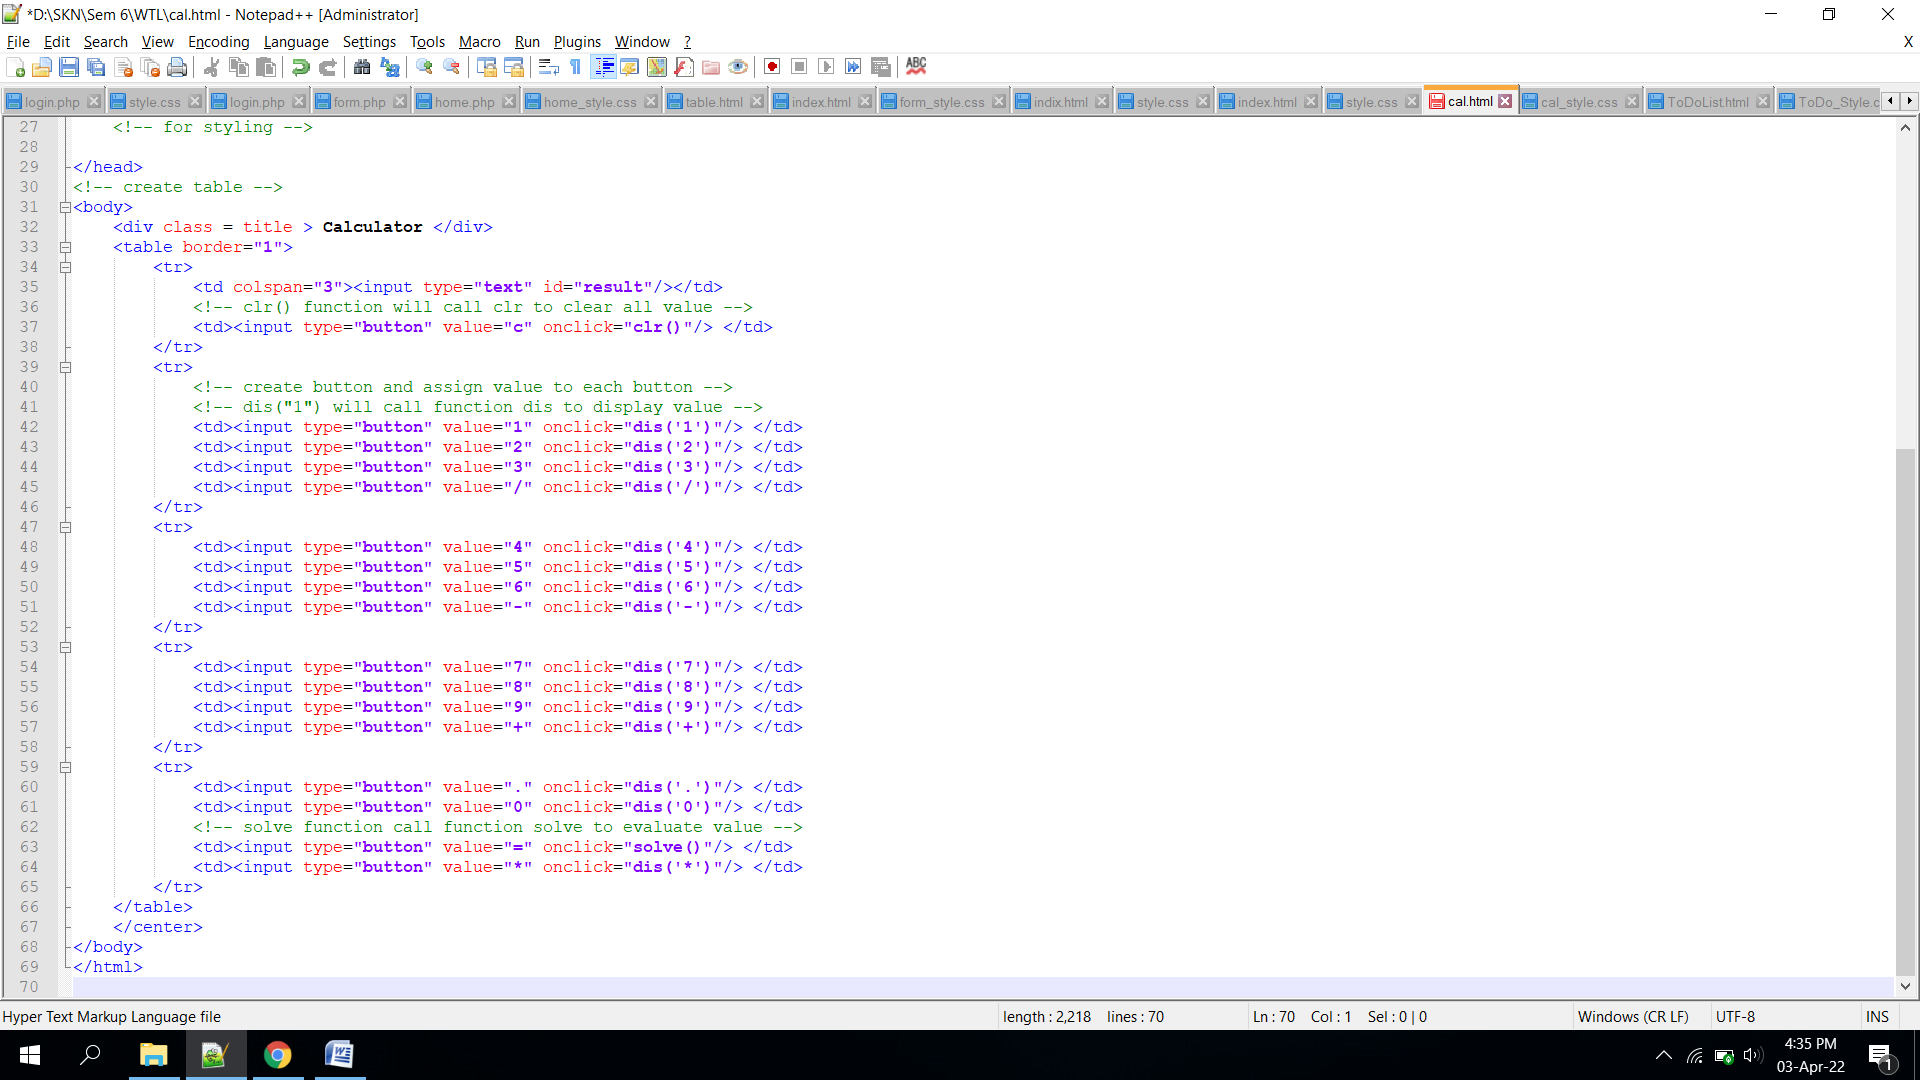 *D:\SKN\Sem 6\WTL\cal.html - Notepad++ [Administrator]
File Edit Search View Encoding Language Settings Tools Macro Run Plugins Window ? X
ABC
login.php style.css login.php form.php home.php home_style.css table.html index.html form_style.css indix.html style.css index.html style.css cal.html cal_style.css ToDoList.html ToDo_Style.c
27 <!-- for styling -->
28
29 </head>
30 <!-- create table -->
31 <body>
32 <div class = title > Calculator </div>
33 <table border="1">
34 <tr>
35 <td colspan="3"><input type="text" id="result"/></td>
36 <!-- clr() function will call clr to clear all value -->
37 <td><input type="button" value="c" onclick="clr()"/> </td>
38 </tr>
39 <tr>
40 <!-- create button and assign value to each button -->
41 <!-- dis("1") will call function dis to display value -->
42 <td><input type="button" value="1" onclick="dis('1')"/> </td>
43 <td><input type="button" value="2" onclick="dis('2')"/> </td>
44 <td><input type="button" value="3" onclick="dis('3')"/> </td>
45 <td><input type="button" value="/" onclick="dis('/')"/> </td>
46 </tr>
47 <tr>
48 <td><input type="button" value="4" onclick="dis('4')"/> </td>
49 <td><input type="button" value="5" onclick="dis('5')"/> </td>
50 <td><input type="button" value="6" onclick="dis('6')"/> </td>
51 <td><input type="button" value="-" onclick="dis('-')"/> </td>
52 </tr>
53 <tr>
54 <td><input type="button" value="7" onclick="dis('7')"/> </td>
55 <td><input type="button" value="8" onclick="dis('8')"/> </td>
56 <td><input type="button" value="9" onclick="dis('9')"/> </td>
57 <td><input type="button" value="+" onclick="dis('+')"/> </td>
58 </tr>
59 <tr>
60 <td><input type="button" value="." onclick="dis('.')"/> </td>
61 <td><input type="button" value="0" onclick="dis('0')"/> </td>
62 <!-- solve function call function solve to evaluate value -->
63 <td><input type="button" value="=" onclick="solve()"/> </td>
64 <td><input type="button" value="*" onclick="dis('*')"/> </td>
65 </tr>
66 </table>
67 </center>
68 </body>
69 </html>
70
Hyper Text Markup Language file length : 2,218 lines : 70 Ln : 70 Col : 1 Sel : 0 | 0 Windows (CR LF) UTF-8 INS
4:35 PM
03-Apr-22
1